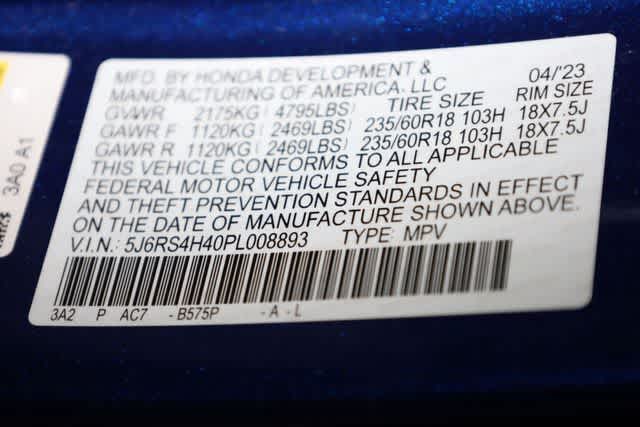 3A0 A1
MFD. BY HONDA DEVELOPMENT &
MANUFACTURING OF AMERICA, LLC 04/'23
GVWR 2175KG ( 4795LBS) TIRE SIZE RIM SIZE
GAWR F 1120KG ( 2469LBS) 235/60R18 103H 18X7.5J
GAWR R 1120KG ( 2469LBS) 235/60R18 103H 18X7.5J
THIS VEHICLE CONFORMS TO ALL APPLICABLE
FEDERAL MOTOR VEHICLE SAFETY
AND THEFT PREVENTION STANDARDS IN EFFECT
ON THE DATE OF MANUFACTURE SHOWN ABOVE.
V.I.N.: 5J6RS4H40PL008893 TYPE: MPV
3A2 P AC7 - B575P - A - L